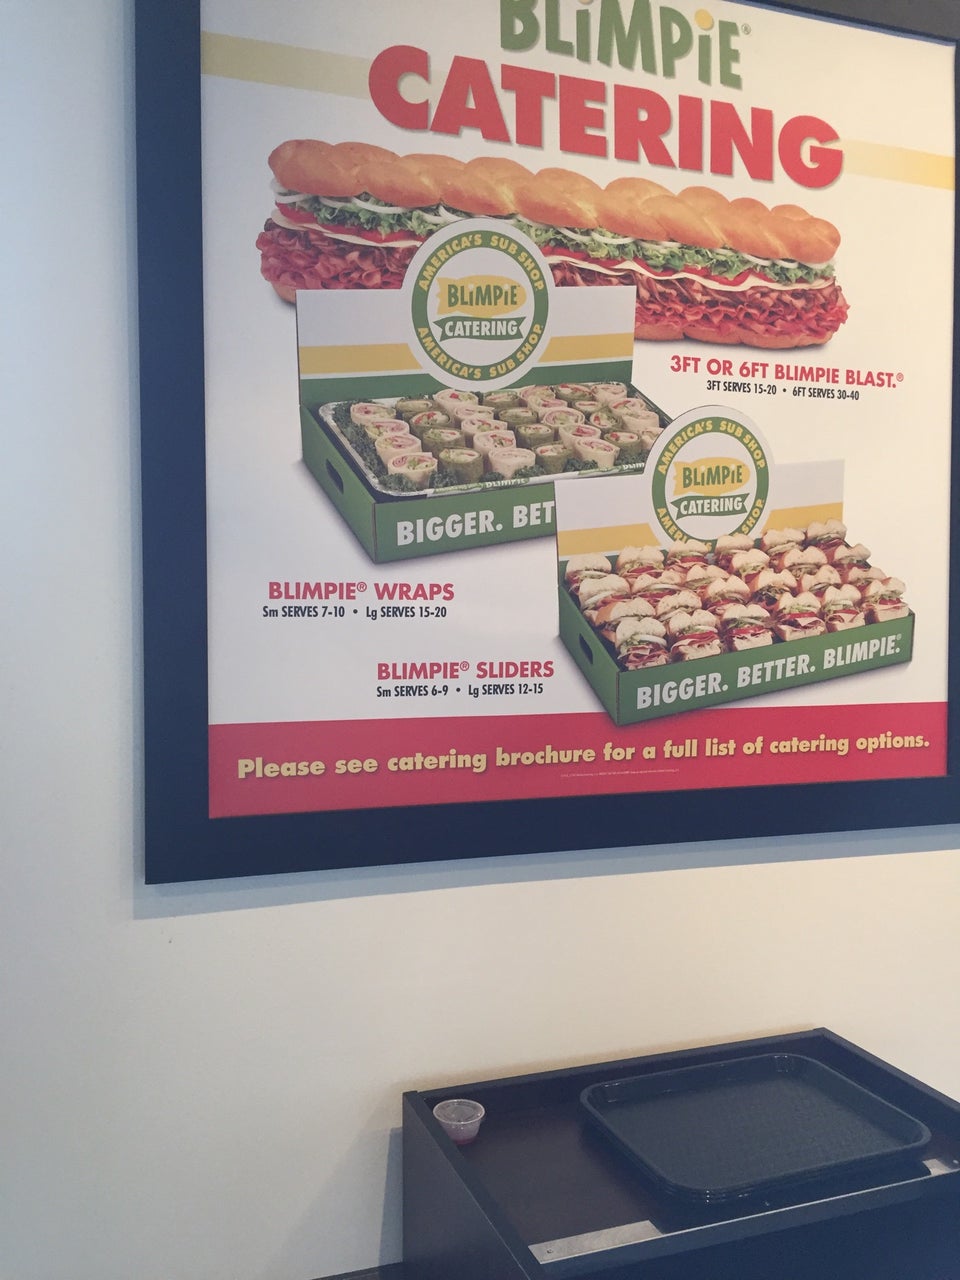 BLiMPiE®
CATERING
AMERICA'S SUB SHOP
BLiMPiE
CATERING
AMERICA'S SUB SHOP
3FT OR 6FT BLIMPIE BLAST.®
3FT SERVES 15-20 • 6FT SERVES 30-40
AMERICA'S SUB SHOP
BLiMPiE
CATERING
SHOP
BIGGER. BET
BLIMPIE® WRAPS
Sm SERVES 7-10 • Lg SERVES 15-20
BIGGER. BETTER. BLIMPIE.®
BLIMPIE® SLIDERS
Sm SERVES 6-9 • Lg SERVES 12-15
Please see catering brochure for a full list of catering options.